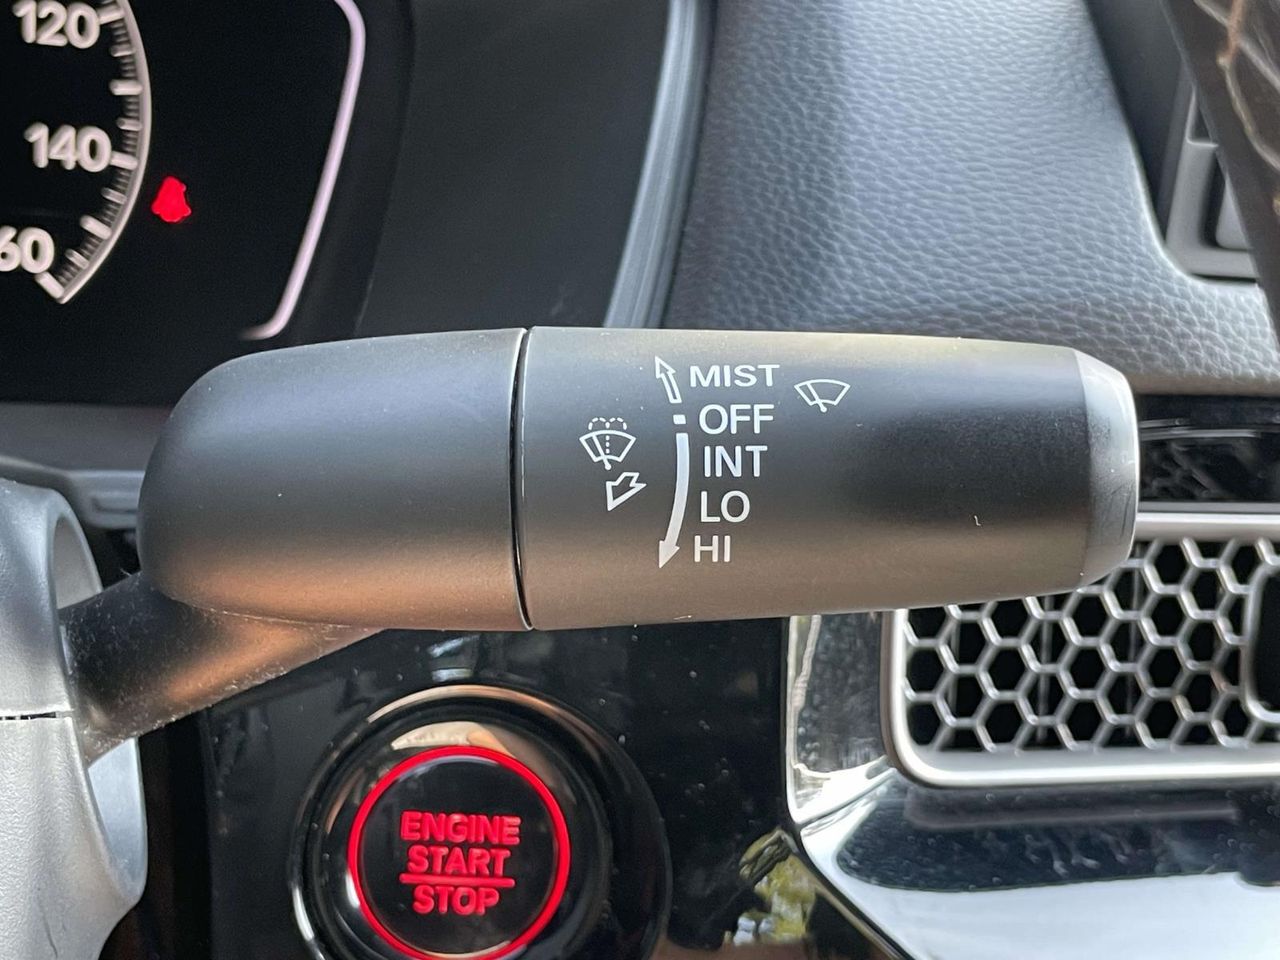 120
140
60
MIST
OFF
INT
LO
HI
ENGINE
START
STOP